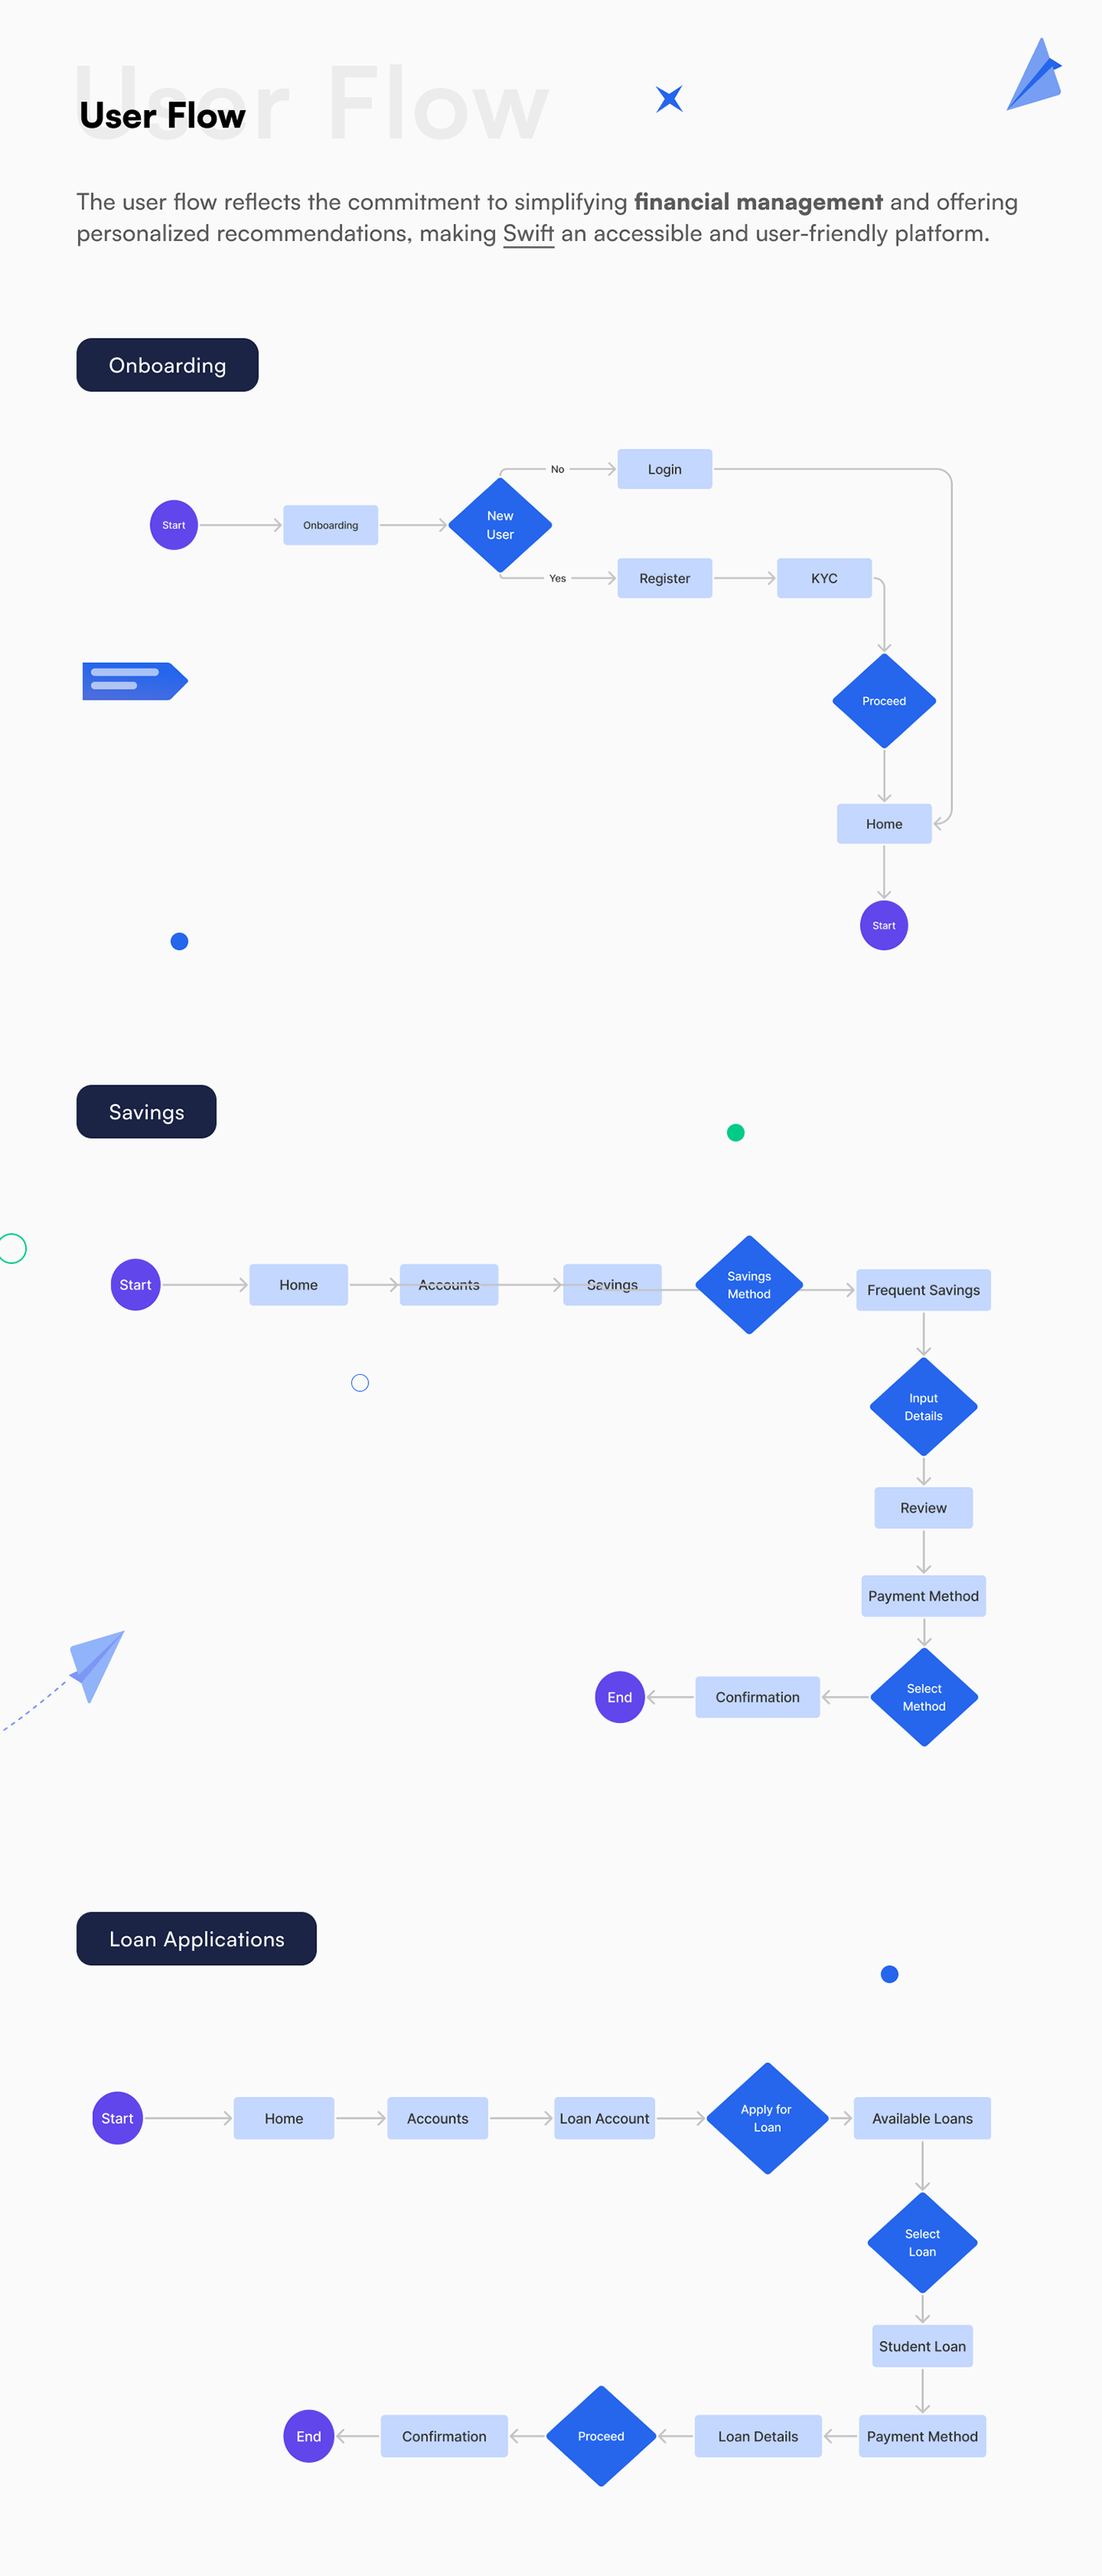 User Flow
User Flow
The user flow reflects the commitment to simplifying financial management and offering
personalized recommendations, making Swift an accessible and user-friendly platform.
Onboarding
No
Login
Start
Onboarding
New
User
Yes
Register
KYC
Proceed
Home
Start
Savings
Start
Home
Accounts
Savings
Savings
Method
Frequent Savings
Input
Details
Review
Payment Method
End
Confirmation
Select
Method
Loan Applications
Start
Home
Accounts
Loan Account
Apply for
Loan
Available Loans
Select
Loan
Student Loan
End
Confirmation
Proceed
Loan Details
Payment Method